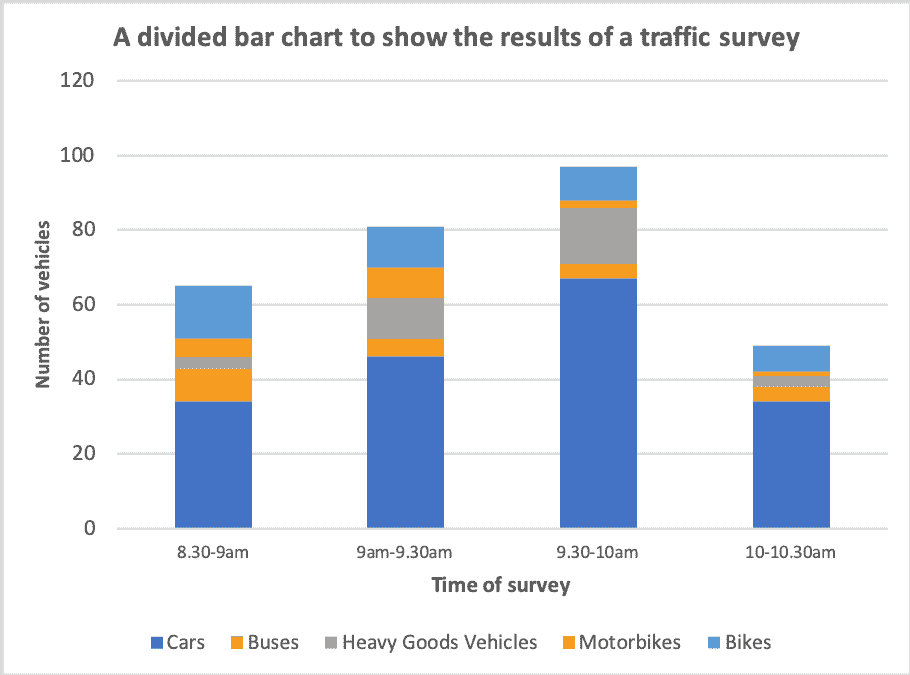 A divided bar chart to show the results of a traffic survey
120
100
80
60
40
20
0
Number of vehicles
8.30-9am 9am-9.30am 9.30-10am 10-10.30am
Time of survey
Cars Buses Heavy Goods Vehicles Motorbikes Bikes